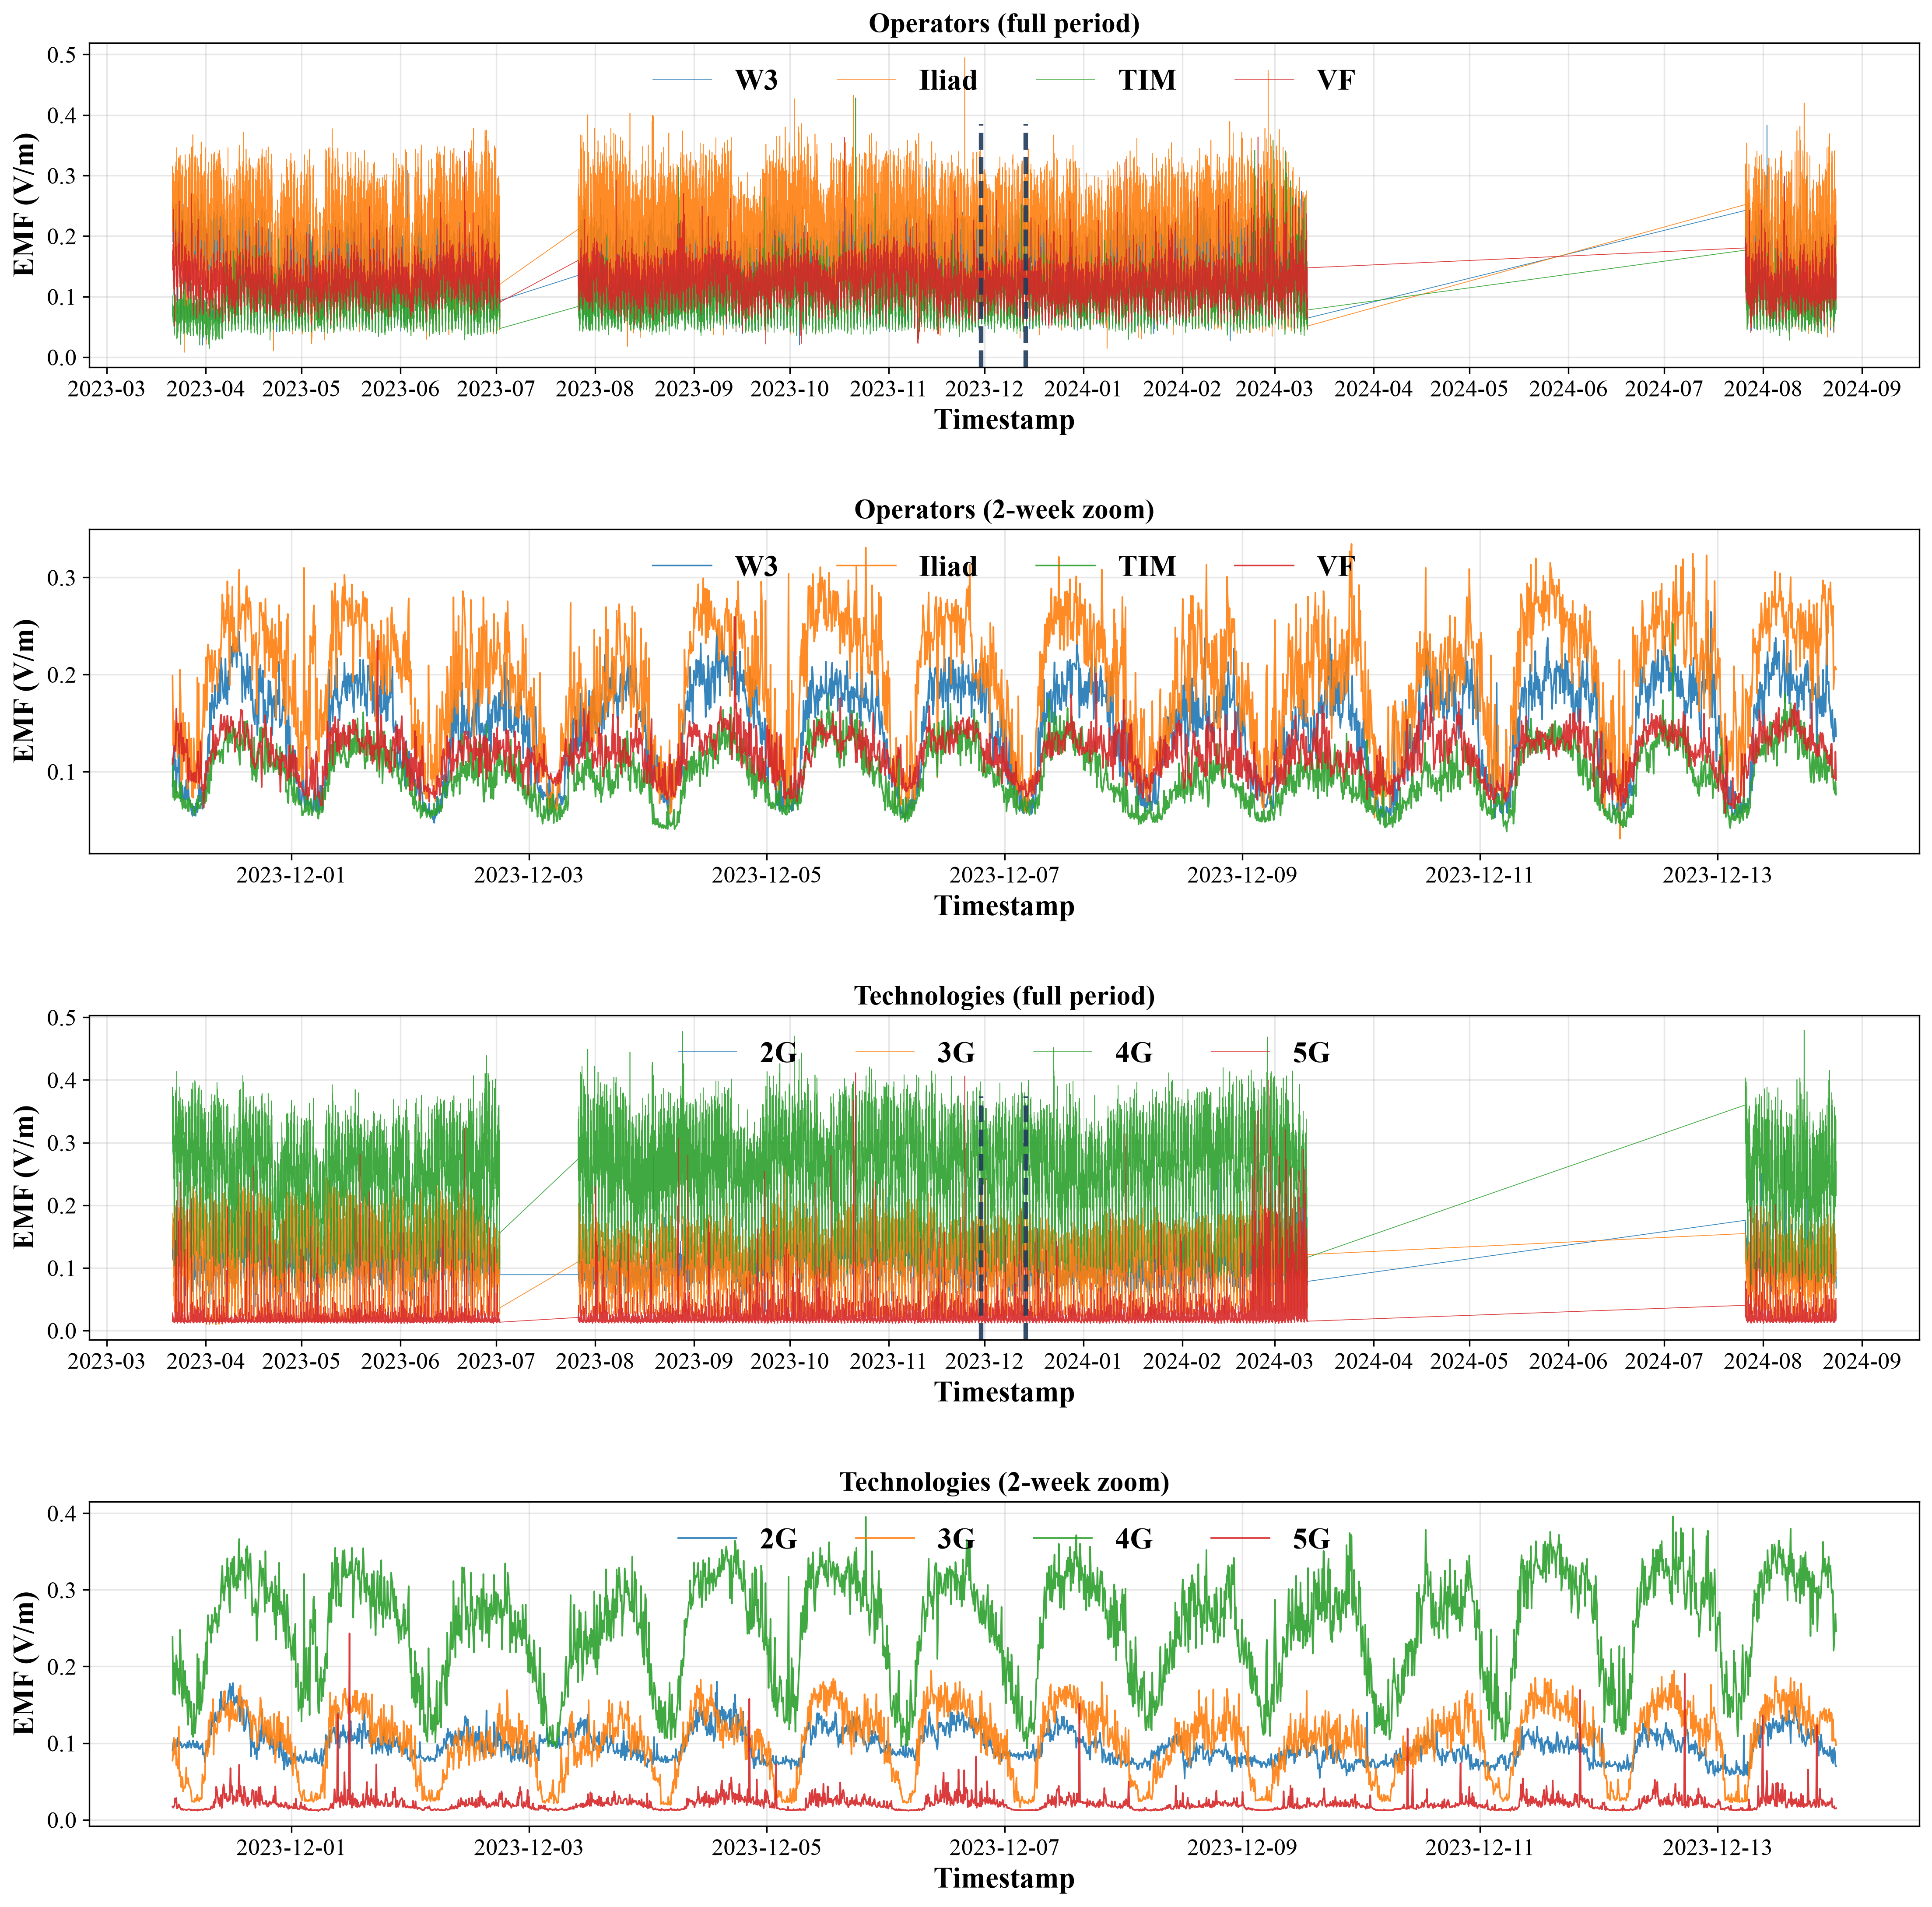 Operators (full period)
W3 Iliad TIM VF
EMF (V/m)
0.5
0.4
0.3
0.2
0.1
0.0
2023-03 2023-04 2023-05 2023-06 2023-07 2023-08 2023-09 2023-10 2023-11 2023-12 2024-01 2024-02 2024-03 2024-04 2024-05 2024-06 2024-07 2024-08 2024-09
Timestamp
Operators (2-week zoom)
W3 Iliad TIM VF
EMF (V/m)
0.3
0.2
0.1
2023-12-01 2023-12-03 2023-12-05 2023-12-07 2023-12-09 2023-12-11 2023-12-13
Timestamp
Technologies (full period)
2G 3G 4G 5G
EMF (V/m)
0.5
0.4
0.3
0.2
0.1
0.0
2023-03 2023-04 2023-05 2023-06 2023-07 2023-08 2023-09 2023-10 2023-11 2023-12 2024-01 2024-02 2024-03 2024-04 2024-05 2024-06 2024-07 2024-08 2024-09
Timestamp
Technologies (2-week zoom)
2G 3G 4G 5G
EMF (V/m)
0.4
0.3
0.2
0.1
0.0
2023-12-01 2023-12-03 2023-12-05 2023-12-07 2023-12-09 2023-12-11 2023-12-13
Timestamp